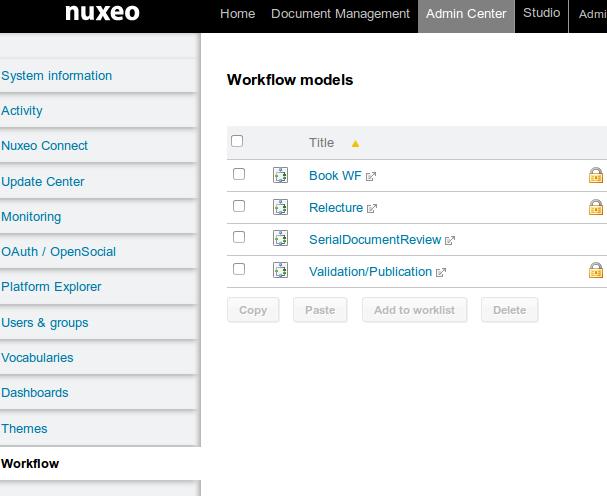 nuxeo
Home Document Management Admin Center Studio Admi
System information
Activity
Nuxeo Connect
Update Center
Monitoring
OAuth / OpenSocial
Platform Explorer
Users & groups
Vocabularies
Dashboards
Themes
Workflow
Workflow models
Title
Book WF
Relecture
SerialDocumentReview
Validation/Publication
Copy Paste Add to worklist Delete